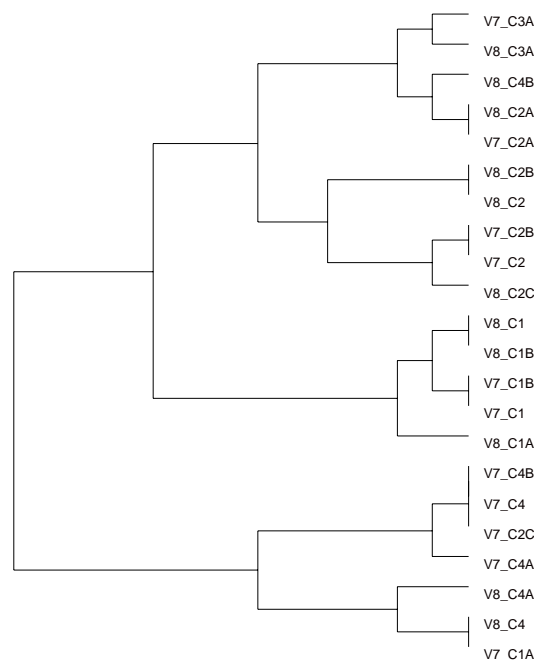 V7_C3A
V8_C3A
V8_C4B
V8_C2A
V7_C2A
V8_C2B
V8_C2
V7_C2B
V7_C2
V8_C2C
V8_C1
V8_C1B
V7_C1B
V7_C1
V8_C1A
V7_C4B
V7_C4
V7_C2C
V7_C4A
V8_C4A
V8_C4
V7_C1A